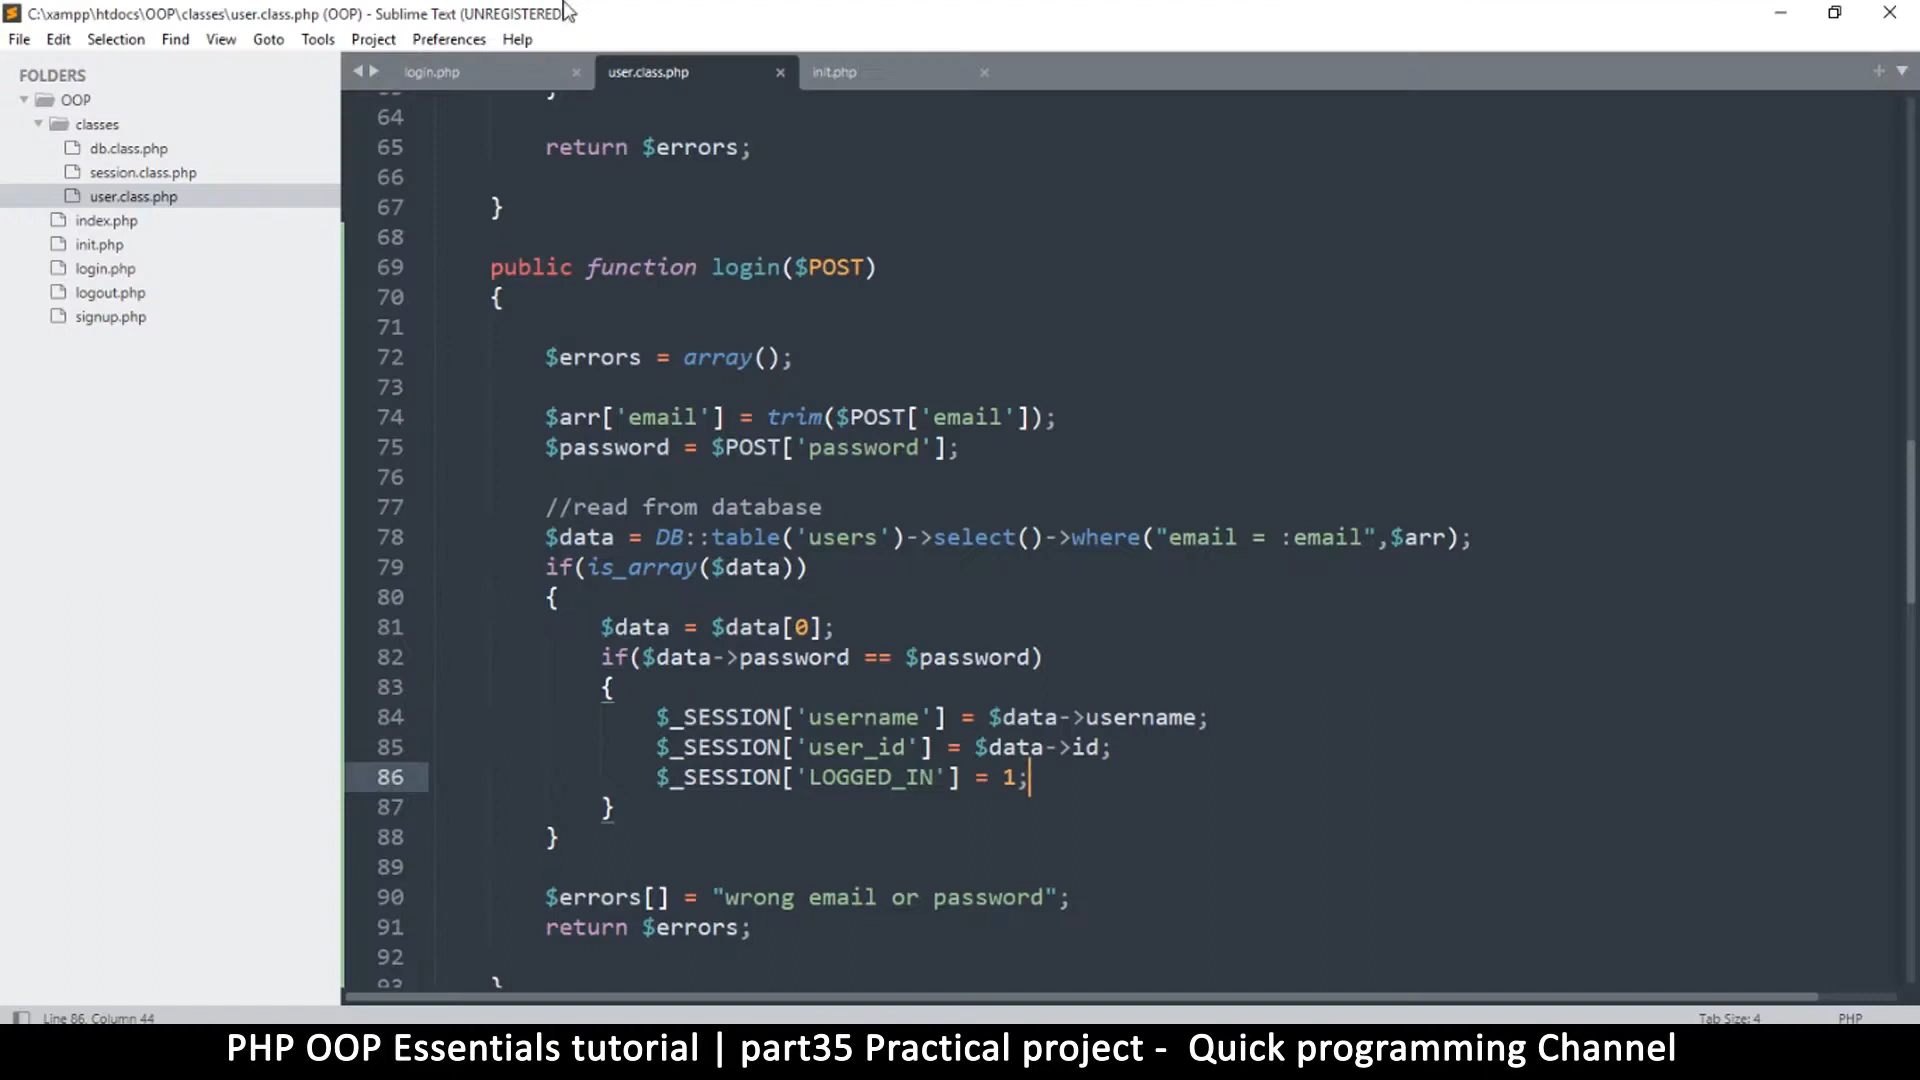 C:\xampp\htdocs\OOP\classes\user.class.php (OOP) - Sublime Text (UNREGISTERED)
File Edit Selection Find View Goto Tools Project Preferences Help
FOLDERS
OOP
classes
db.class.php
session.class.php
user.class.php
index.php
init.php
login.php
logout.php
signup.php
login.php user.class.php init.php
64
65 return $errors;
66
67 }
68
69 public function login($POST)
70 {
71
72 $errors = array();
73
74 $arr['email'] = trim($POST['email']);
75 $password = $POST['password'];
76
77 //read from database
78 $data = DB::table('users')->select()->where("email = :email",$arr);
79 if(is_array($data))
80 {
81 $data = $data[0];
82 if($data->password == $password)
83 {
84 $_SESSION['username'] = $data->username;
85 $_SESSION['user_id'] = $data->id;
86 $_SESSION['LOGGED_IN'] = 1;
87 }
88 }
89
90 $errors[] = "wrong email or password";
91 return $errors;
92
93 }
Line 86, Column 44 Tab Size: 4 PHP
PHP OOP Essentials tutorial | part35 Practical project - Quick programming Channel